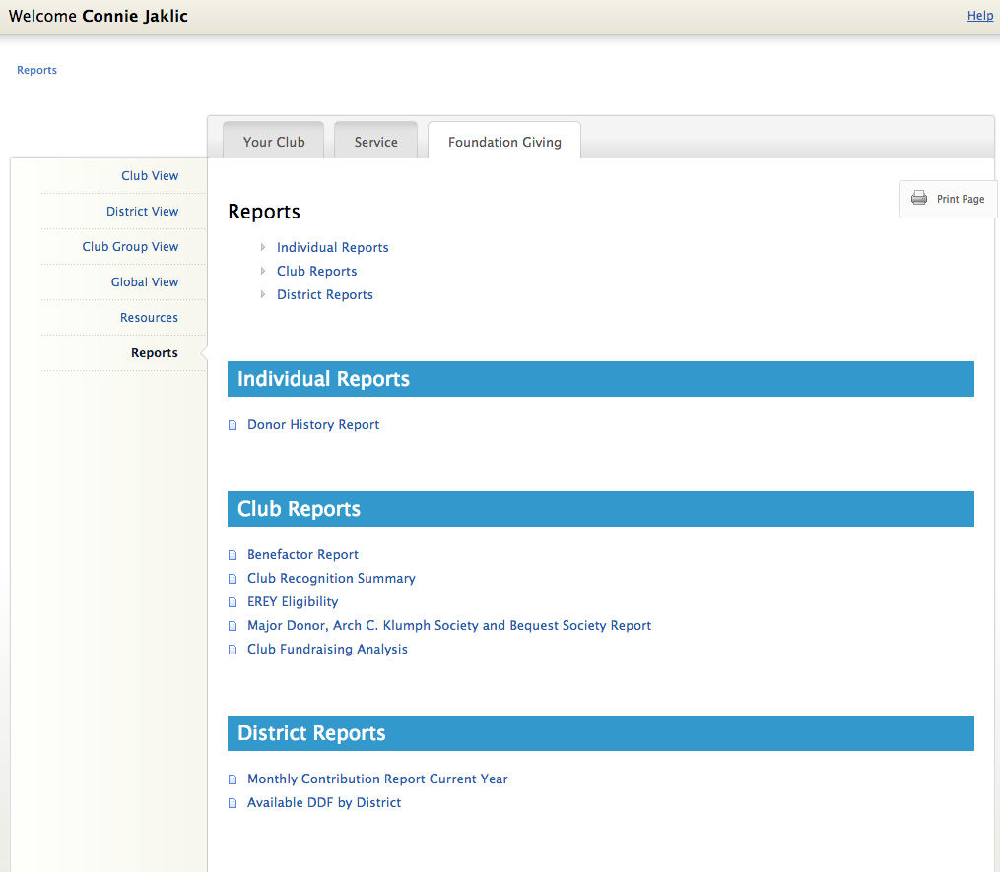 Welcome Connie Jaklic
Help
Reports
Your Club
Service
Foundation Giving
Club View
District View
Club Group View
Global View
Resources
Reports
Print Page
Reports
Individual Reports
Club Reports
District Reports
Individual Reports
Donor History Report
Club Reports
Benefactor Report
Club Recognition Summary
EREY Eligibility
Major Donor, Arch C. Klumph Society and Bequest Society Report
Club Fundraising Analysis
District Reports
Monthly Contribution Report Current Year
Available DDF by District